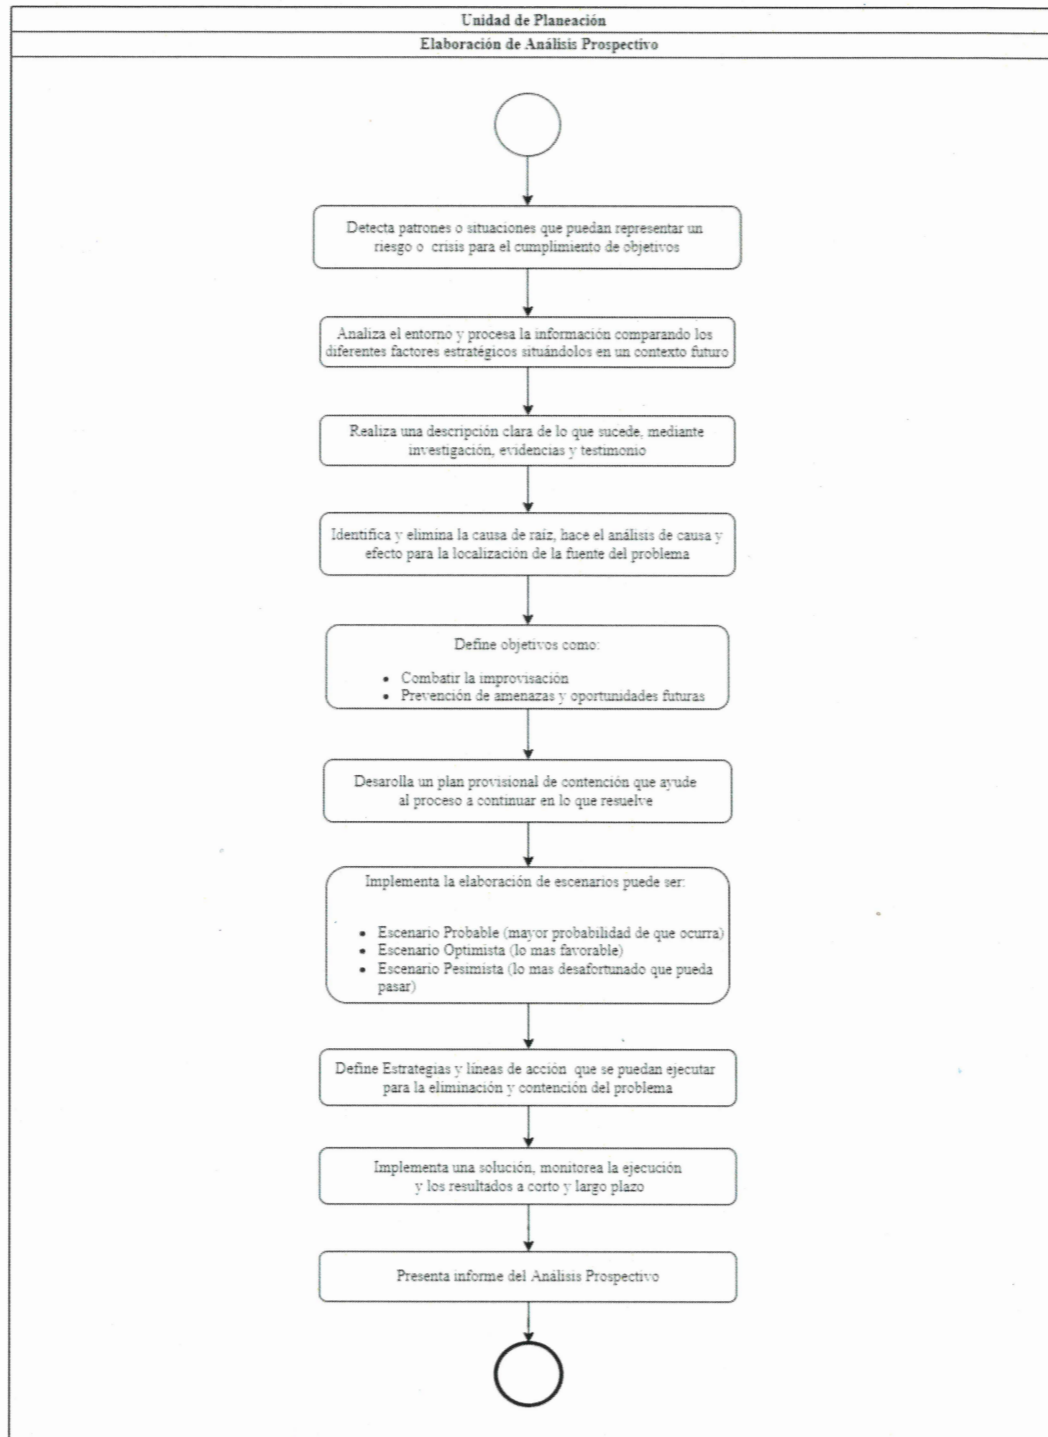 Unidad de Planeación
Elaboración de Análisis Prospectivo
Detecta patrones o situaciones que puedan representar un
riesgo o crisis para el cumplimiento de objetivos
Analiza el entorno y procesa la información comparando los
diferentes factores estratégicos situándolos en un contexto futuro
Realiza una descripción clara de lo que sucede, mediante
investigación, evidencias y testimonio
Identifica y elimina la causa de raíz, hace el análisis de causa y
efecto para la localización de la fuente del problema
Define objetivos como:
• Combatir la improvisación
• Prevención de amenazas y oportunidades futuras
Desarolla un plan provisional de contención que ayude
al proceso a continuar en lo que resuelve
Implementa la elaboración de escenarios puede ser:
• Escenario Probable (mayor probabilidad de que ocurra)
• Escenario Optimista (lo mas favorable)
• Escenario Pesimista (lo mas desafortunado que pueda
pasar)
Define Estrategias y líneas de acción que se puedan ejecutar
para la eliminación y contención del problema
Implementa una solución, monitorea la ejecución
y los resultados a corto y largo plazo
Presenta informe del Análisis Prospectivo